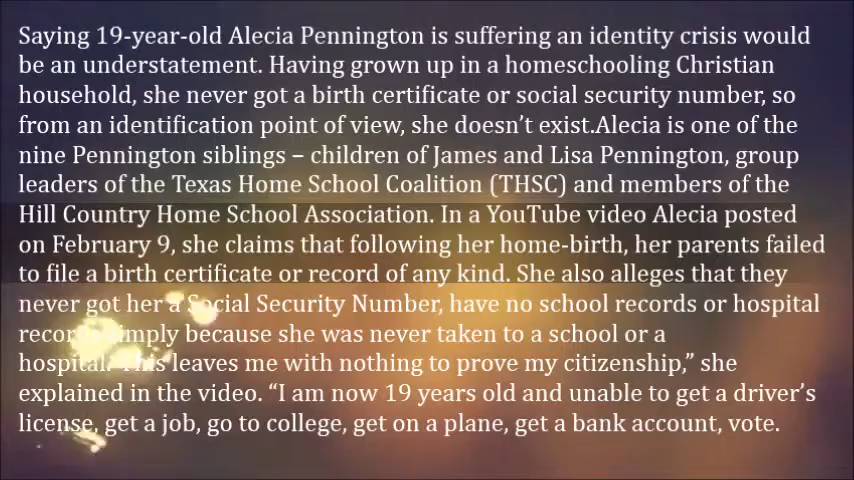 Saying 19-year-old Alecia Pennington is suffering an identity crisis would
be an understatement. Having grown up in a homeschooling Christian
household, she never got a birth certificate or social security number, so
from an identification point of view, she doesn’t exist.Alecia is one of the
nine Pennington siblings – children of James and Lisa Pennington, group
leaders of the Texas Home School Coalition (THSC) and members of the
Hill Country Home School Association. In a YouTube video Alecia posted
on February 9, she claims that following her home-birth, her parents failed
to file a birth certificate or record of any kind. She also alleges that they
never got her a Social Security Number, have no school records or hospital
records simply because she was never taken to a school or a
hospital. “This leaves me with nothing to prove my citizenship,” she
explained in the video. “I am now 19 years old and unable to get a driver’s
license, get a job, go to college, get on a plane, get a bank account, vote.